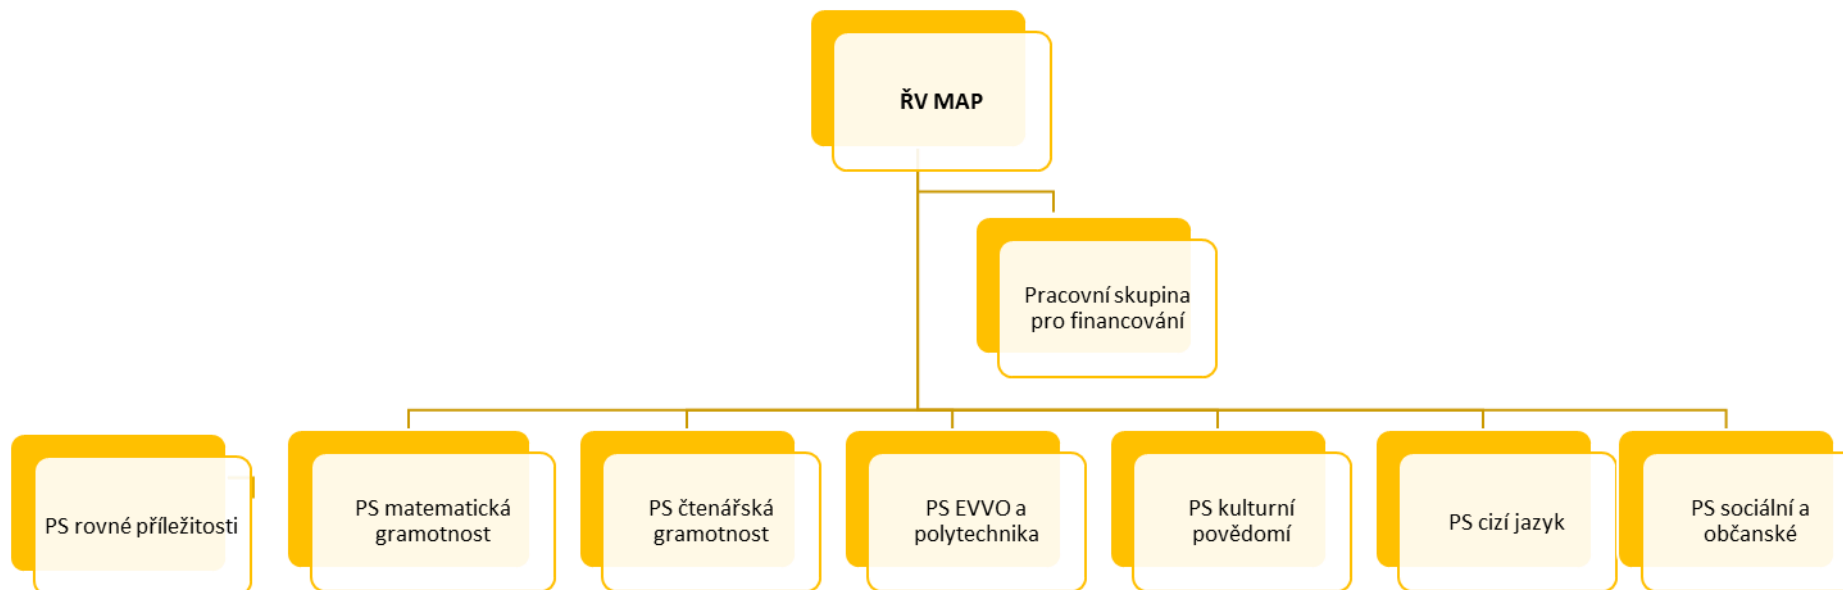 ŘV MAP
Pracovní skupina
pro financování
PS rovné příležitosti
PS matematická
gramotnost
PS čtenářská
gramotnost
PS EVVO a
polytechnika
PS kulturní
povědomí
PS cizí jazyk
PS sociální a
občanské